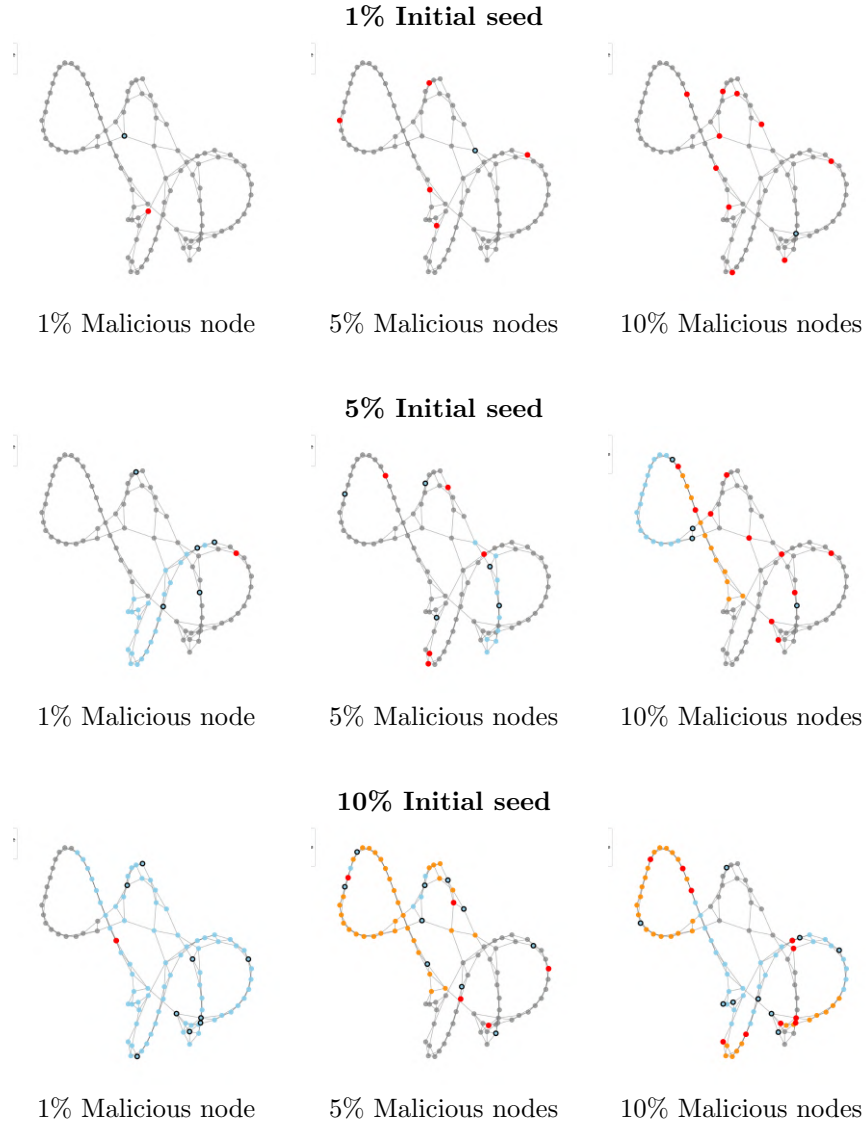 1% Initial seed
1% Malicious node 5% Malicious nodes 10% Malicious nodes
5% Initial seed
1% Malicious node 5% Malicious nodes 10% Malicious nodes
10% Initial seed
1% Malicious node 5% Malicious nodes 10% Malicious nodes